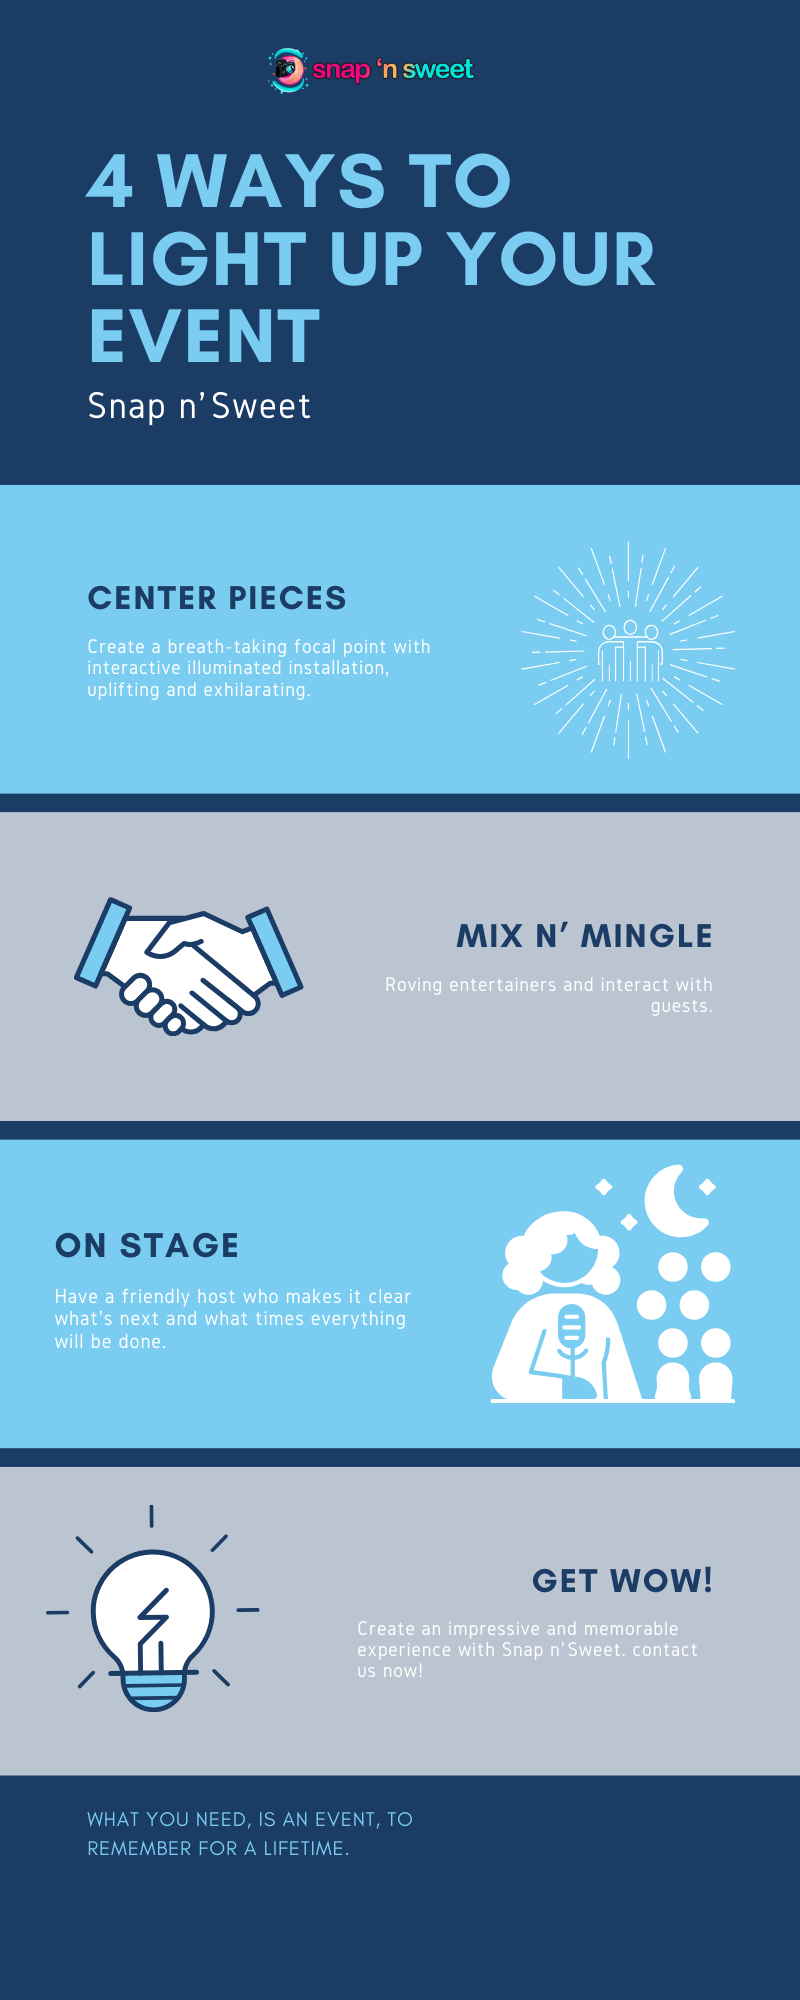 snap ‘n sweet
4 WAYS TO
LIGHT UP YOUR
EVENT
Snap n’Sweet
CENTER PIECES
Create a breath-taking focal point with
interactive illuminated installation,
uplifting and exhilarating.
MIX N’ MINGLE
Roving entertainers and interact with
guests.
ON STAGE
Have a friendly host who makes it clear
what’s next and what times everything
will be done.
GET WOW!
Create an impressive and memorable
experience with Snap n’Sweet. contact
us now!
WHAT YOU NEED, IS AN EVENT, TO
REMEMBER FOR A LIFETIME.